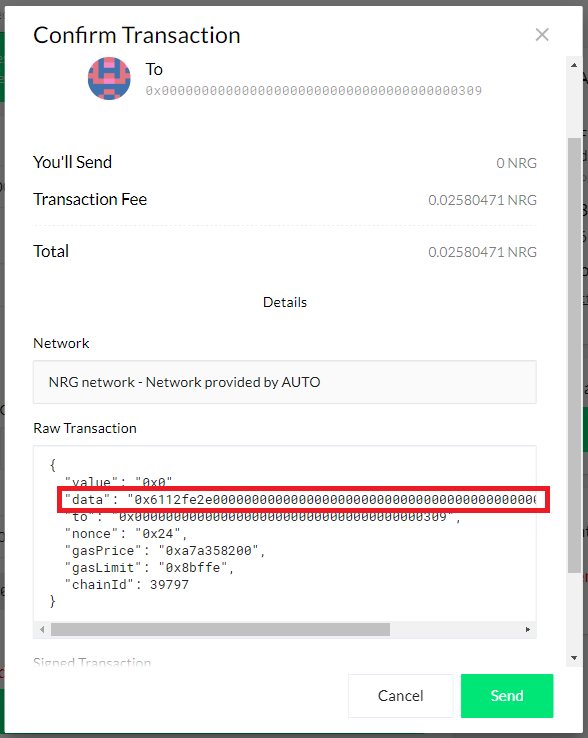 Confirm Transaction
To
0x0000000000000000000000000000000000000309
You'll Send
0 NRG
Transaction Fee
0.02580471 NRG
Total
0.02580471 NRG
Details
Network
NRG network - Network provided by AUTO
Raw Transaction
{
"value": "0x0"
"data": "0x6112fe2e000000000000000000000000000000000000000000
"to": "0x0000000000000000000000000000000000000309",
"nonce": "0x24",
"gasPrice": "0xa7a358200",
"gasLimit": "0x8bffe",
"chainId": 39797
}
Signed Transaction
Cancel
Send